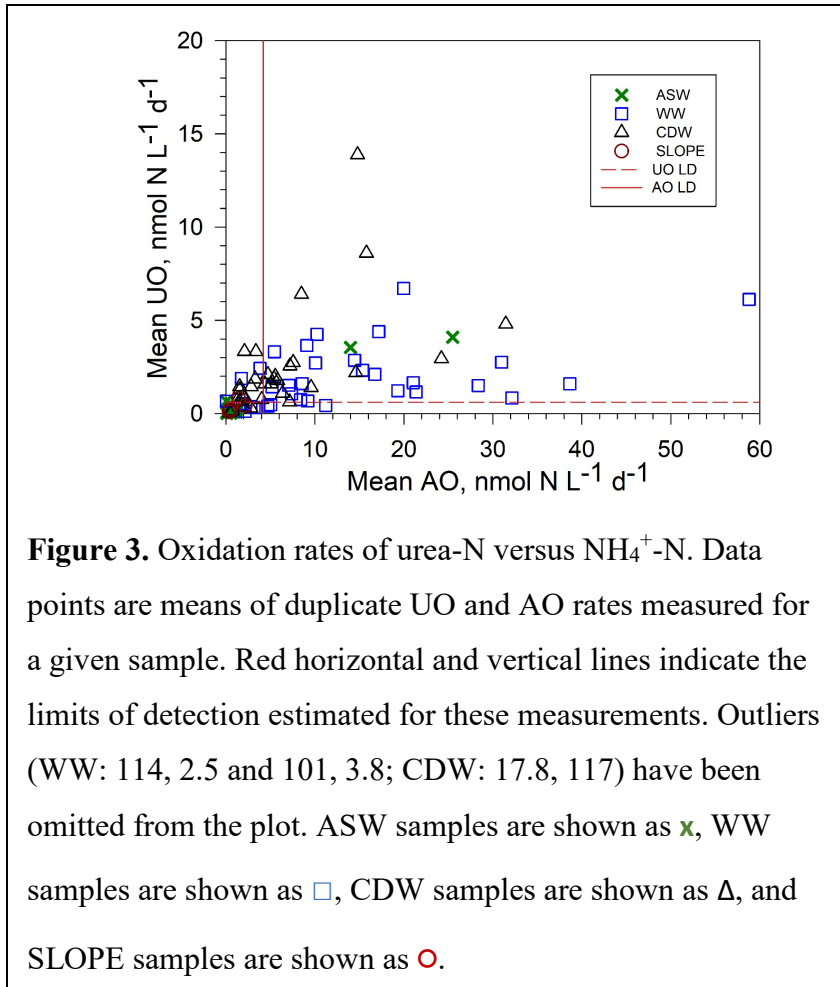 20
15
10
5
0
Mean UO, nmol N L⁻¹ d⁻¹
ASW
WW
CDW
SLOPE
UO LD
AO LD
0 10 20 30 40 50 60
Mean AO, nmol N L⁻¹ d⁻¹
Figure 3. Oxidation rates of urea-N versus NH₄⁺-N. Data
points are means of duplicate UO and AO rates measured for
a given sample. Red horizontal and vertical lines indicate the
limits of detection estimated for these measurements. Outliers
(WW: 114, 2.5 and 101, 3.8; CDW: 17.8, 117) have been
omitted from the plot. ASW samples are shown as x, WW
samples are shown as □, CDW samples are shown as Δ, and
SLOPE samples are shown as O.